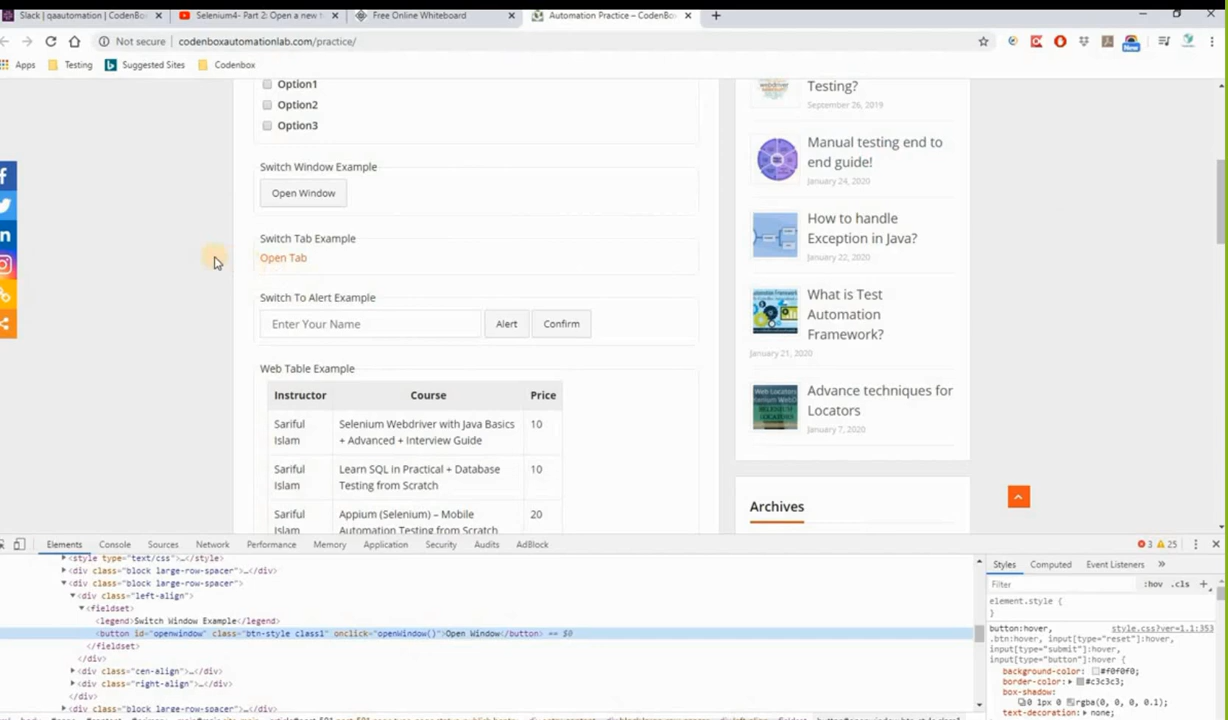 Slack | qaautomation | CodenBo
Selenium4- Part 2: Open a new t
Free Online Whiteboard
Automation Practice – CodenBo
Not secure
codenboxautomationlab.com/practice/
New
Apps
Testing
Suggested Sites
Codenbox
Option1
Option2
Option3
Switch Window Example
Open Window
Switch Tab Example
Open Tab
Switch To Alert Example
Enter Your Name
Alert
Confirm
Web Table Example
Instructor Course Price
Sariful Islam
Selenium Webdriver with Java Basics
+ Advanced + Interview Guide
10
Sariful Islam
Learn SQL in Practical + Database
Testing from Scratch
10
Sariful Islam
Appium (Selenium) – Mobile
Automation Testing from Scratch
20
Testing?
September 26, 2019
Manual testing end to
end guide!
January 24, 2020
How to handle
Exception in Java?
January 22, 2020
What is Test
Automation
Framework?
January 21, 2020
Advance techniques for
Locators
January 7, 2020
Archives
Elements Console Sources Network Performance Memory Application Security Audits AdBlock
3 25
<style type="text/css">…</style>
<div class="block large-row-spacer">…</div>
<div class="block large-row-spacer">
<div class="left-align">
<fieldset>
<legend>Switch Window Example</legend>
<button id="openwindow" class="btn-style class1" onclick="openWindow()">Open Window</button> == $0
</fieldset>
</div>
<div class="cen-align">…</div>
<div class="right-align">…</div>
</div>
<div class="block large-row-spacer">…</div>
Styles Computed Event Listeners »
Filter :hov .cls +
element.style {
}
button:hover, style.css?ver=1.1:353
.btn:hover, input[type="reset"]:hover,
input[type="submit"]:hover,
input[type="button"]:hover {
background-color: #f0f0f0;
border-color: #c3c3c3;
box-shadow:
0 1px 0 rgba(0, 0, 0, 0.1);
text-decoration: none;